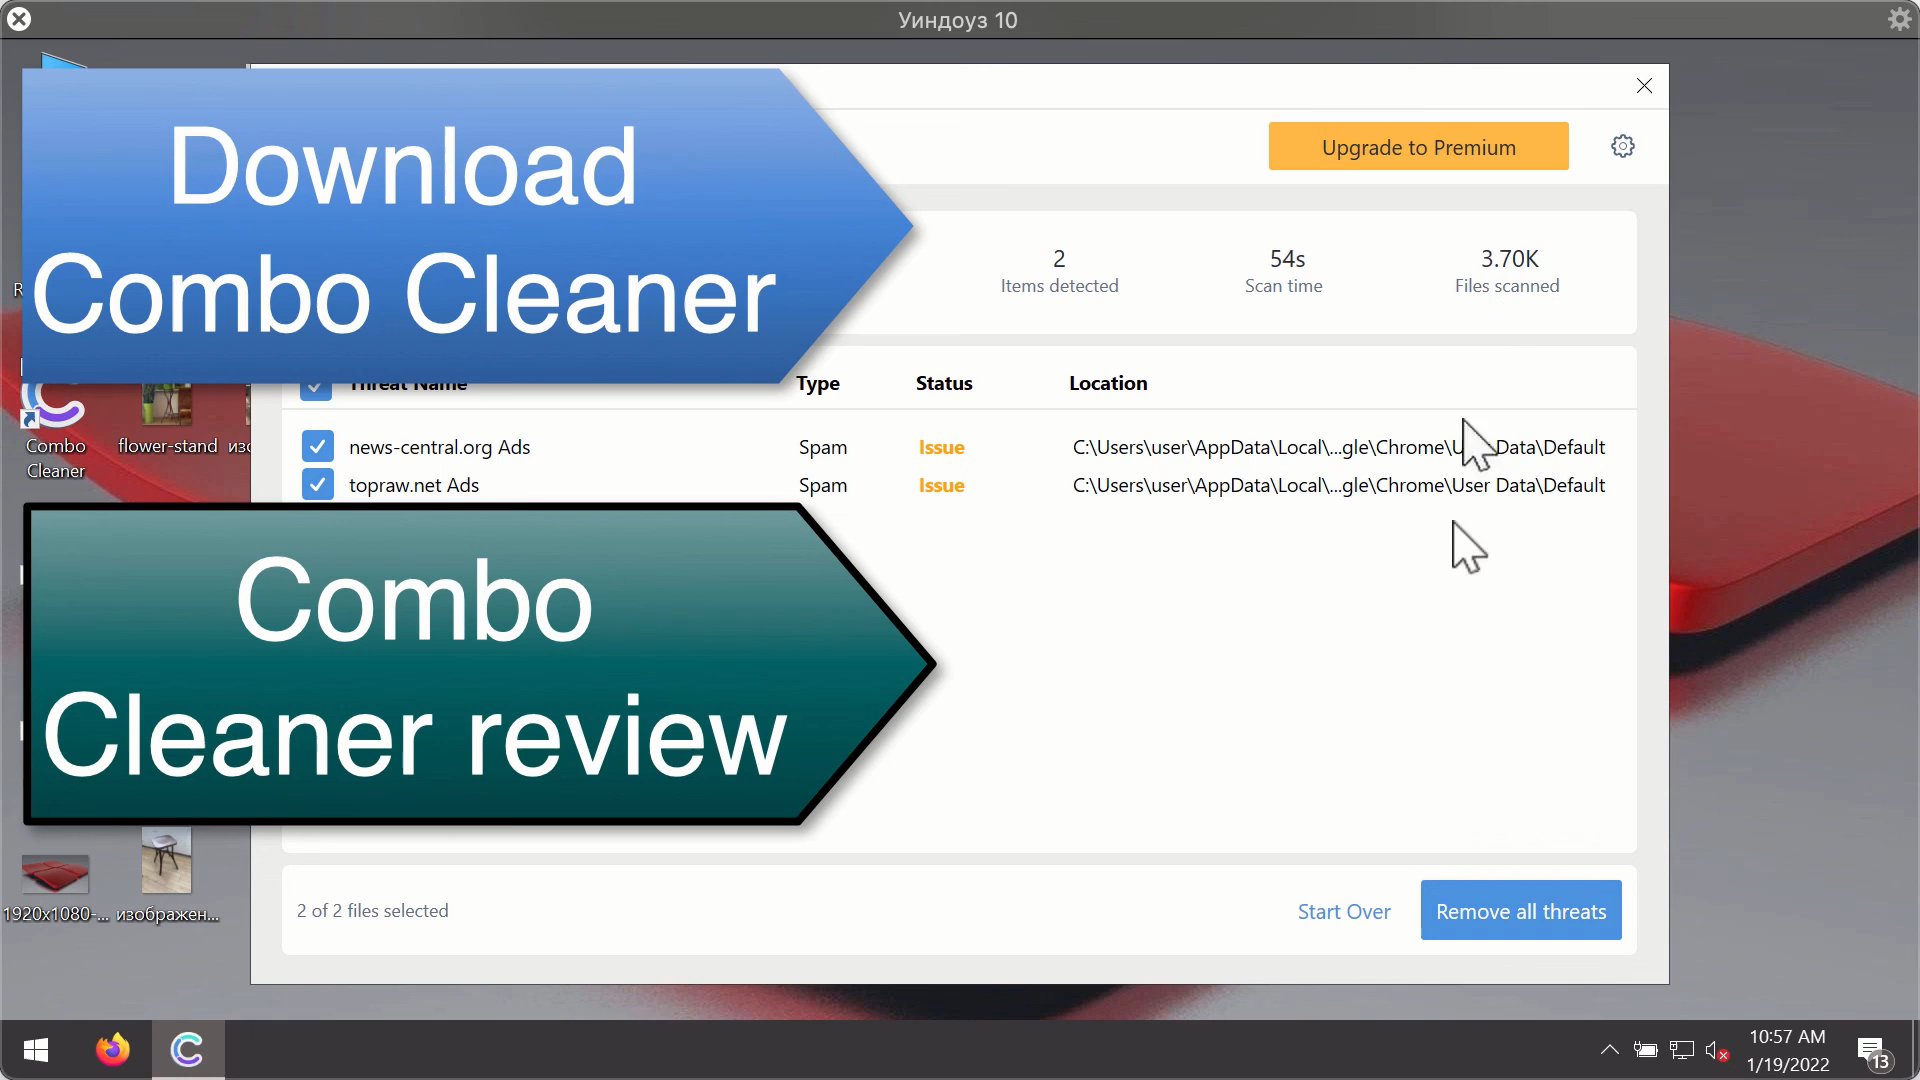 Уиндоуз 10
Download
Combo Cleaner
Upgrade to Premium
2
Items detected
54s
Scan time
3.70K
Files scanned
Threat Name
Type
Status
Location
news-central.org Ads
Spam
Issue
C:\Users\user\AppData\Local\...gle\Chrome\User Data\Default
topraw.net Ads
Spam
Issue
C:\Users\user\AppData\Local\...gle\Chrome\User Data\Default
Combo
Cleaner
flower-stand
Combo
Cleaner review
1920x1080-...
изображен...
2 of 2 files selected
Start Over
Remove all threats
10:57 AM
1/19/2022
13